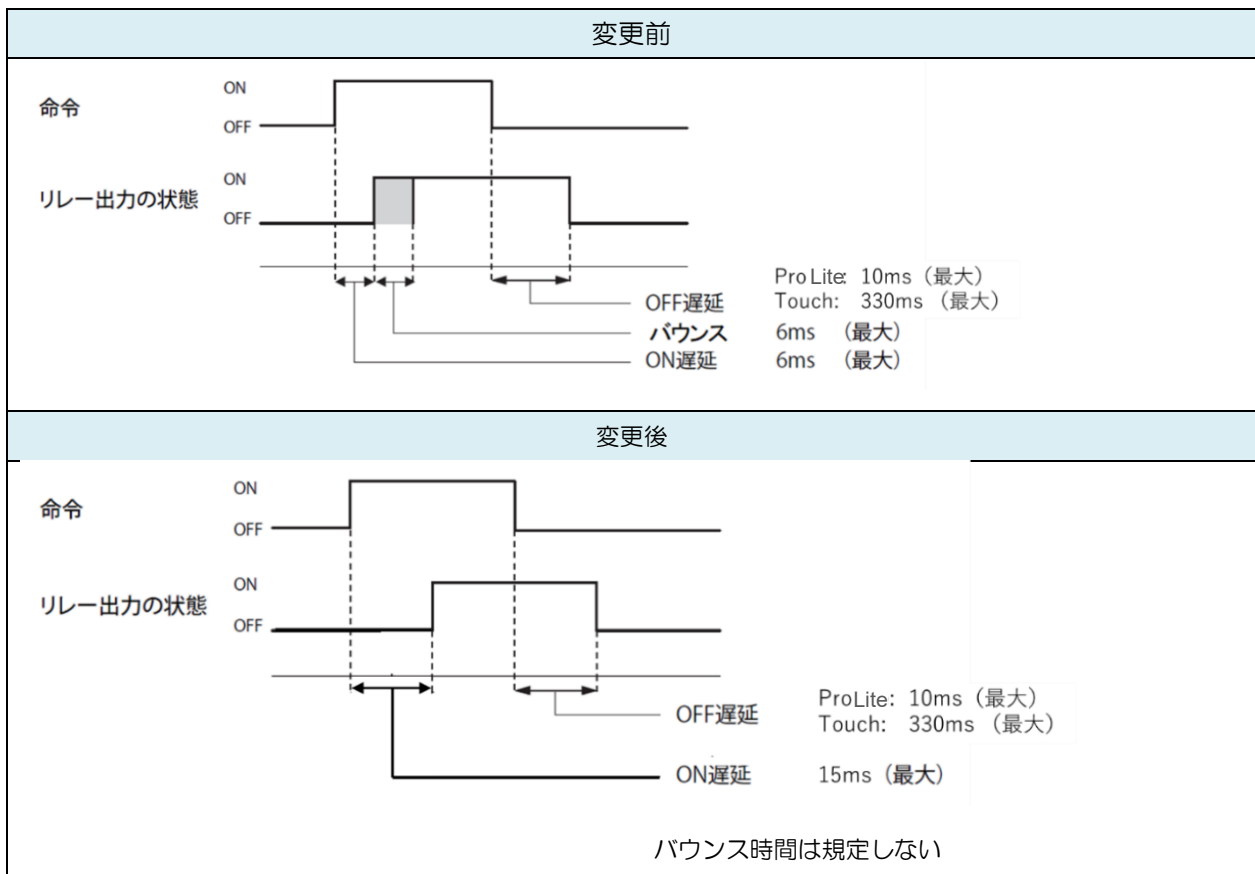 変更前
ON
命令
OFF
ON
リレー出力の状態
OFF
ProLite: 10ms（最大）
OFF遅延 Touch: 330ms （最大）
バウンス 6ms （最大）
ON遅延 6ms （最大）
変更後
ON
命令
OFF
ON
リレー出力の状態
OFF
ProLite: 10ms（最大）
OFF遅延
Touch: 330ms （最大）
ON遅延 15ms（最大）
バウンス時間は規定しない